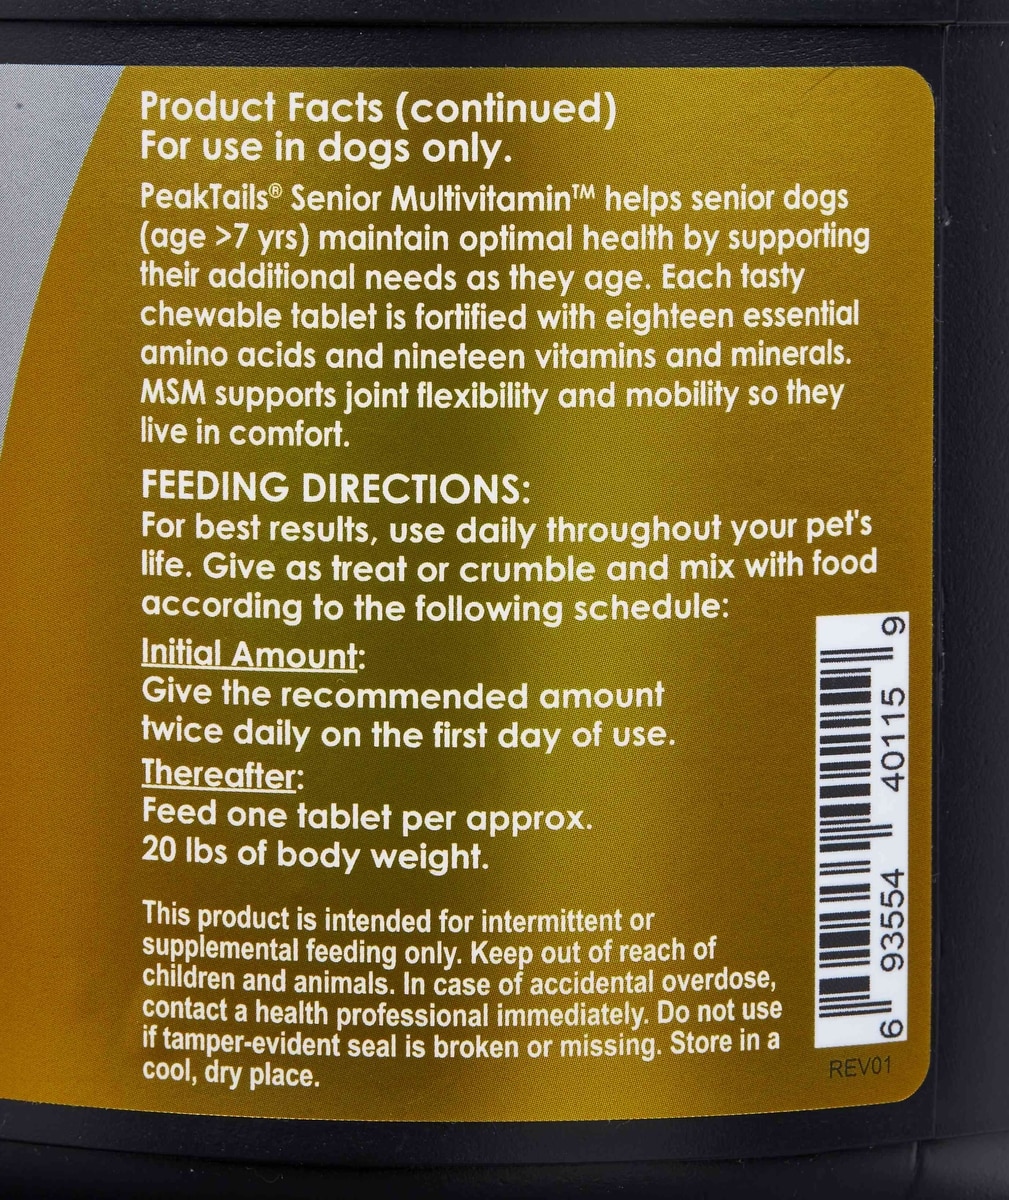 Product Facts (continued)
For use in dogs only.
PeakTails® Senior Multivitamin™ helps senior dogs
(age >7 yrs) maintain optimal health by supporting
their additional needs as they age. Each tasty
chewable tablet is fortified with eighteen essential
amino acids and nineteen vitamins and minerals.
MSM supports joint flexibility and mobility so they
live in comfort.
FEEDING DIRECTIONS:
For best results, use daily throughout your pet's
life. Give as treat or crumble and mix with food
according to the following schedule:
Initial Amount:
Give the recommended amount
twice daily on the first day of use.
Thereafter:
Feed one tablet per approx.
20 lbs of body weight.
This product is intended for intermittent or
supplemental feeding only. Keep out of reach of
children and animals. In case of accidental overdose,
contact a health professional immediately. Do not use
if tamper-evident seal is broken or missing. Store in a
cool, dry place.
6 93554 40115 9
REV01